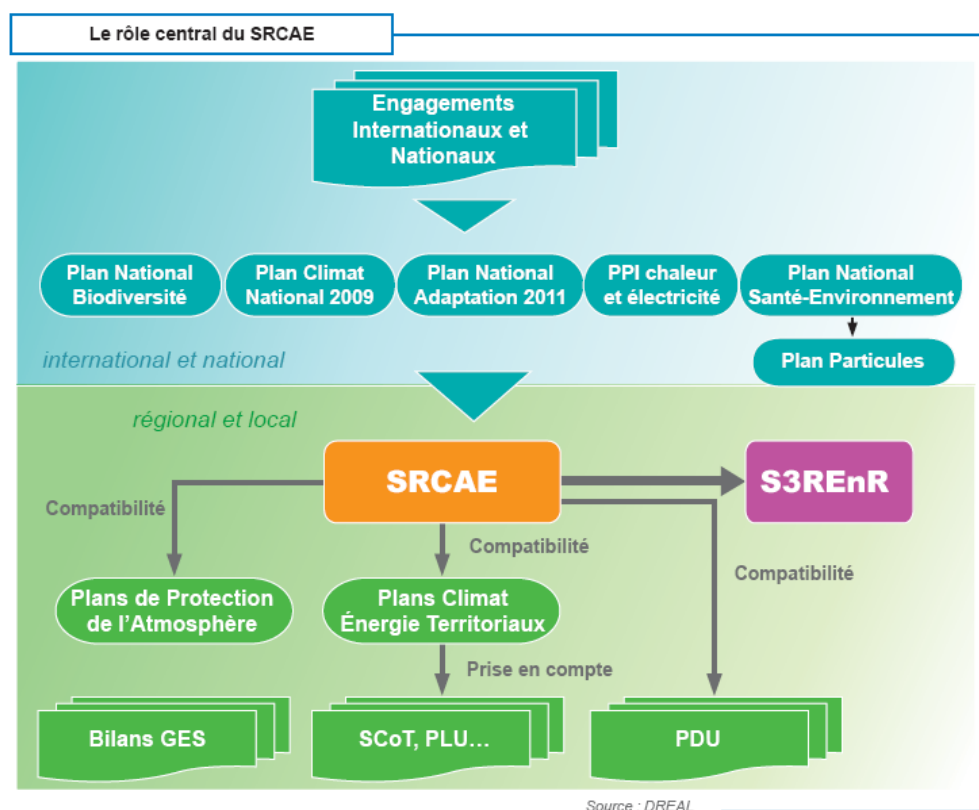 Le rôle central du SRCAE
Engagements
Internationaux et
Nationaux
Plan National
Biodiversité
Plan Climat
National 2009
Plan National
Adaptation 2011
PPI chaleur
et électricité
Plan National
Santé-Environnement
Plan Particules
international et national
régional et local
SRCAE
S3REnR
Compatibilité
Compatibilité
Compatibilité
Plans de Protection
de l'Atmosphère
Plans Climat
Énergie Territoriaux
Prise en compte
Bilans GES
SCoT, PLU...
PDU
Source : DREAL